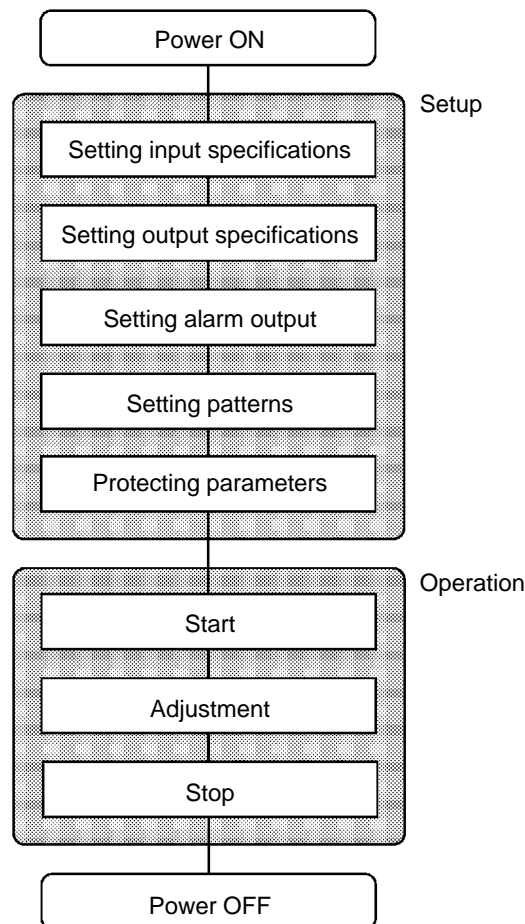 Power ON
Setup
Setting input specifications
Setting output specifications
Setting alarm output
Setting patterns
Protecting parameters
Operation
Start
Adjustment
Stop
Power OFF